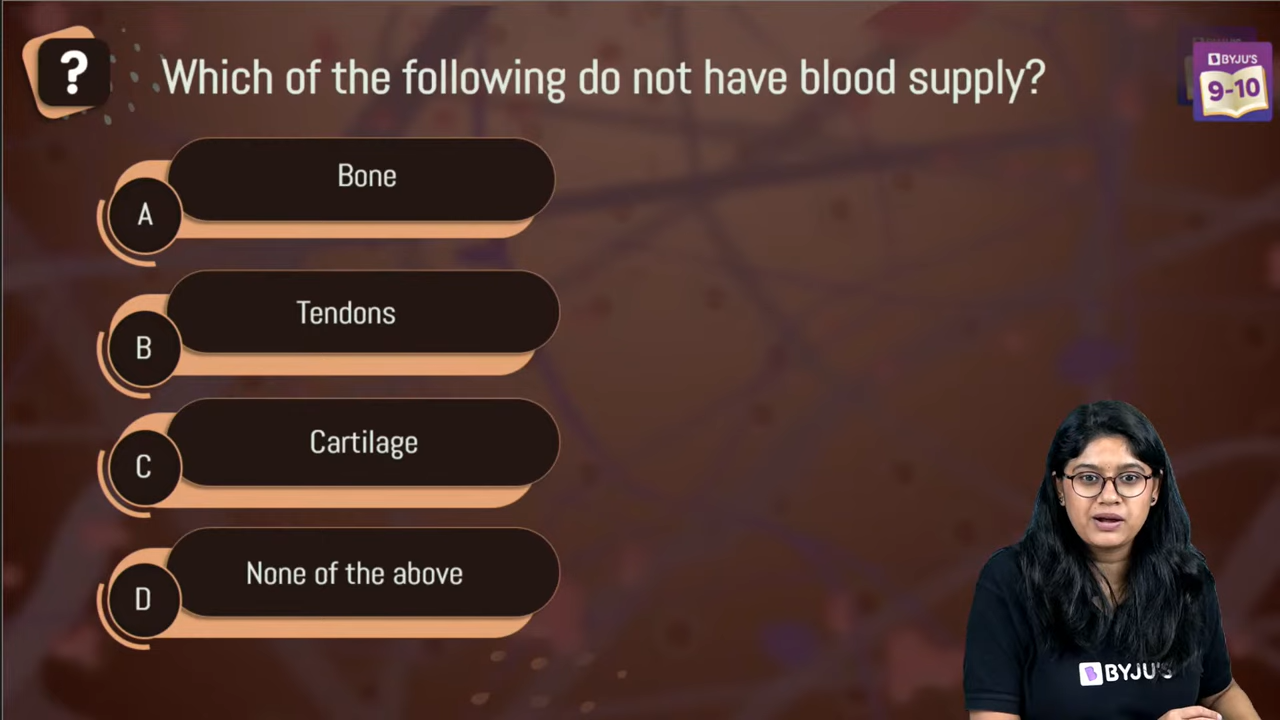 ?
Which of the following do not have blood supply?
BYJU'S
9-10
A
Bone
B
Tendons
C
Cartilage
D
None of the above
BYJU'S